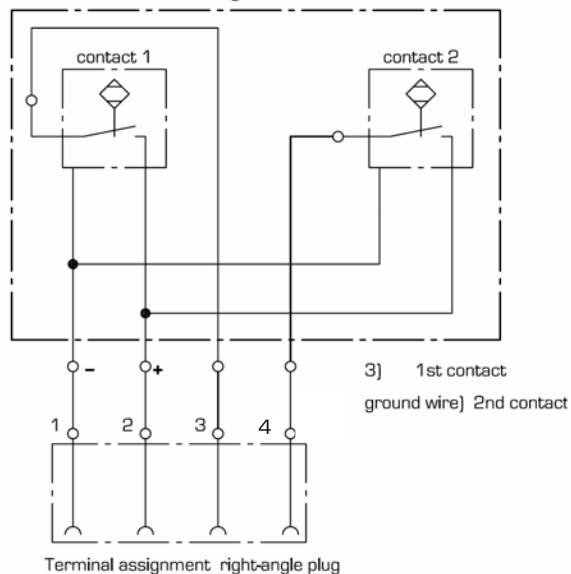 contact 1
contact 2
- +
3) 1st contact
ground wire) 2nd contact
1 2 3 4
Terminal assignment right-angle plug